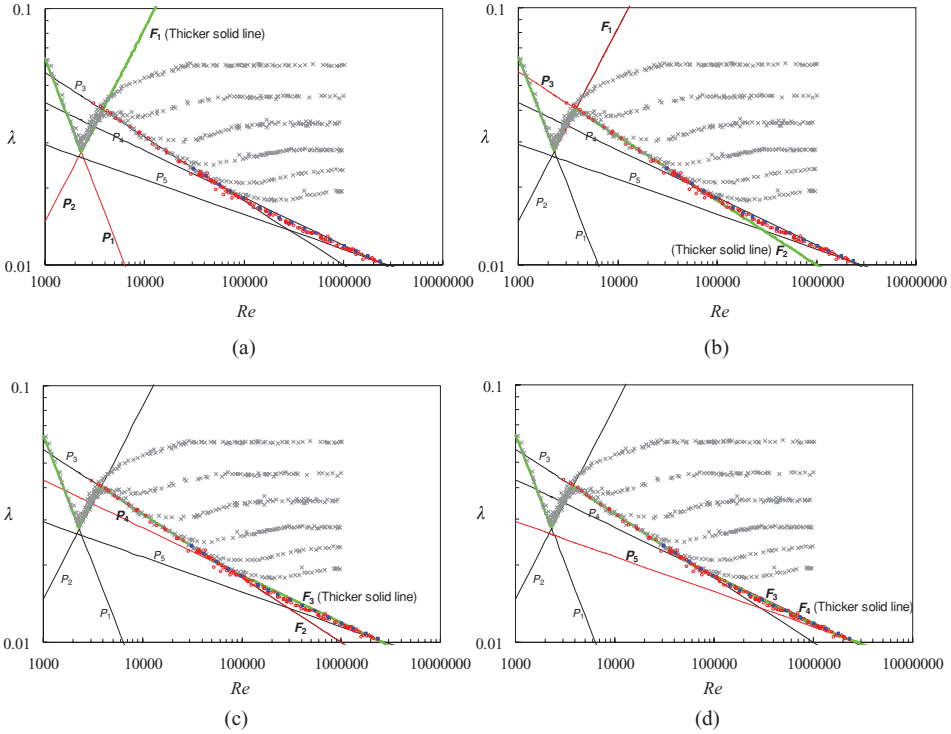 0.1
F1 (Thicker solid line)
P3
λ
P4
P5
P2
P1
0.01
1000 10000 100000 1000000 10000000
Re
(a)
0.1
F1
P3
λ
P4
P5
P2
P1
(Thicker solid line) F2
0.01
1000 10000 100000 1000000 10000000
Re
(b)
0.1
P3
λ
P4
P5
P2
F3 (Thicker solid line)
P1
F2
0.01
1000 10000 100000 1000000 10000000
Re
(c)
0.1
P3
λ
P4
P5
P2
F3
P1
F4 (Thicker solid line)
0.01
1000 10000 100000 1000000 10000000
Re
(d)